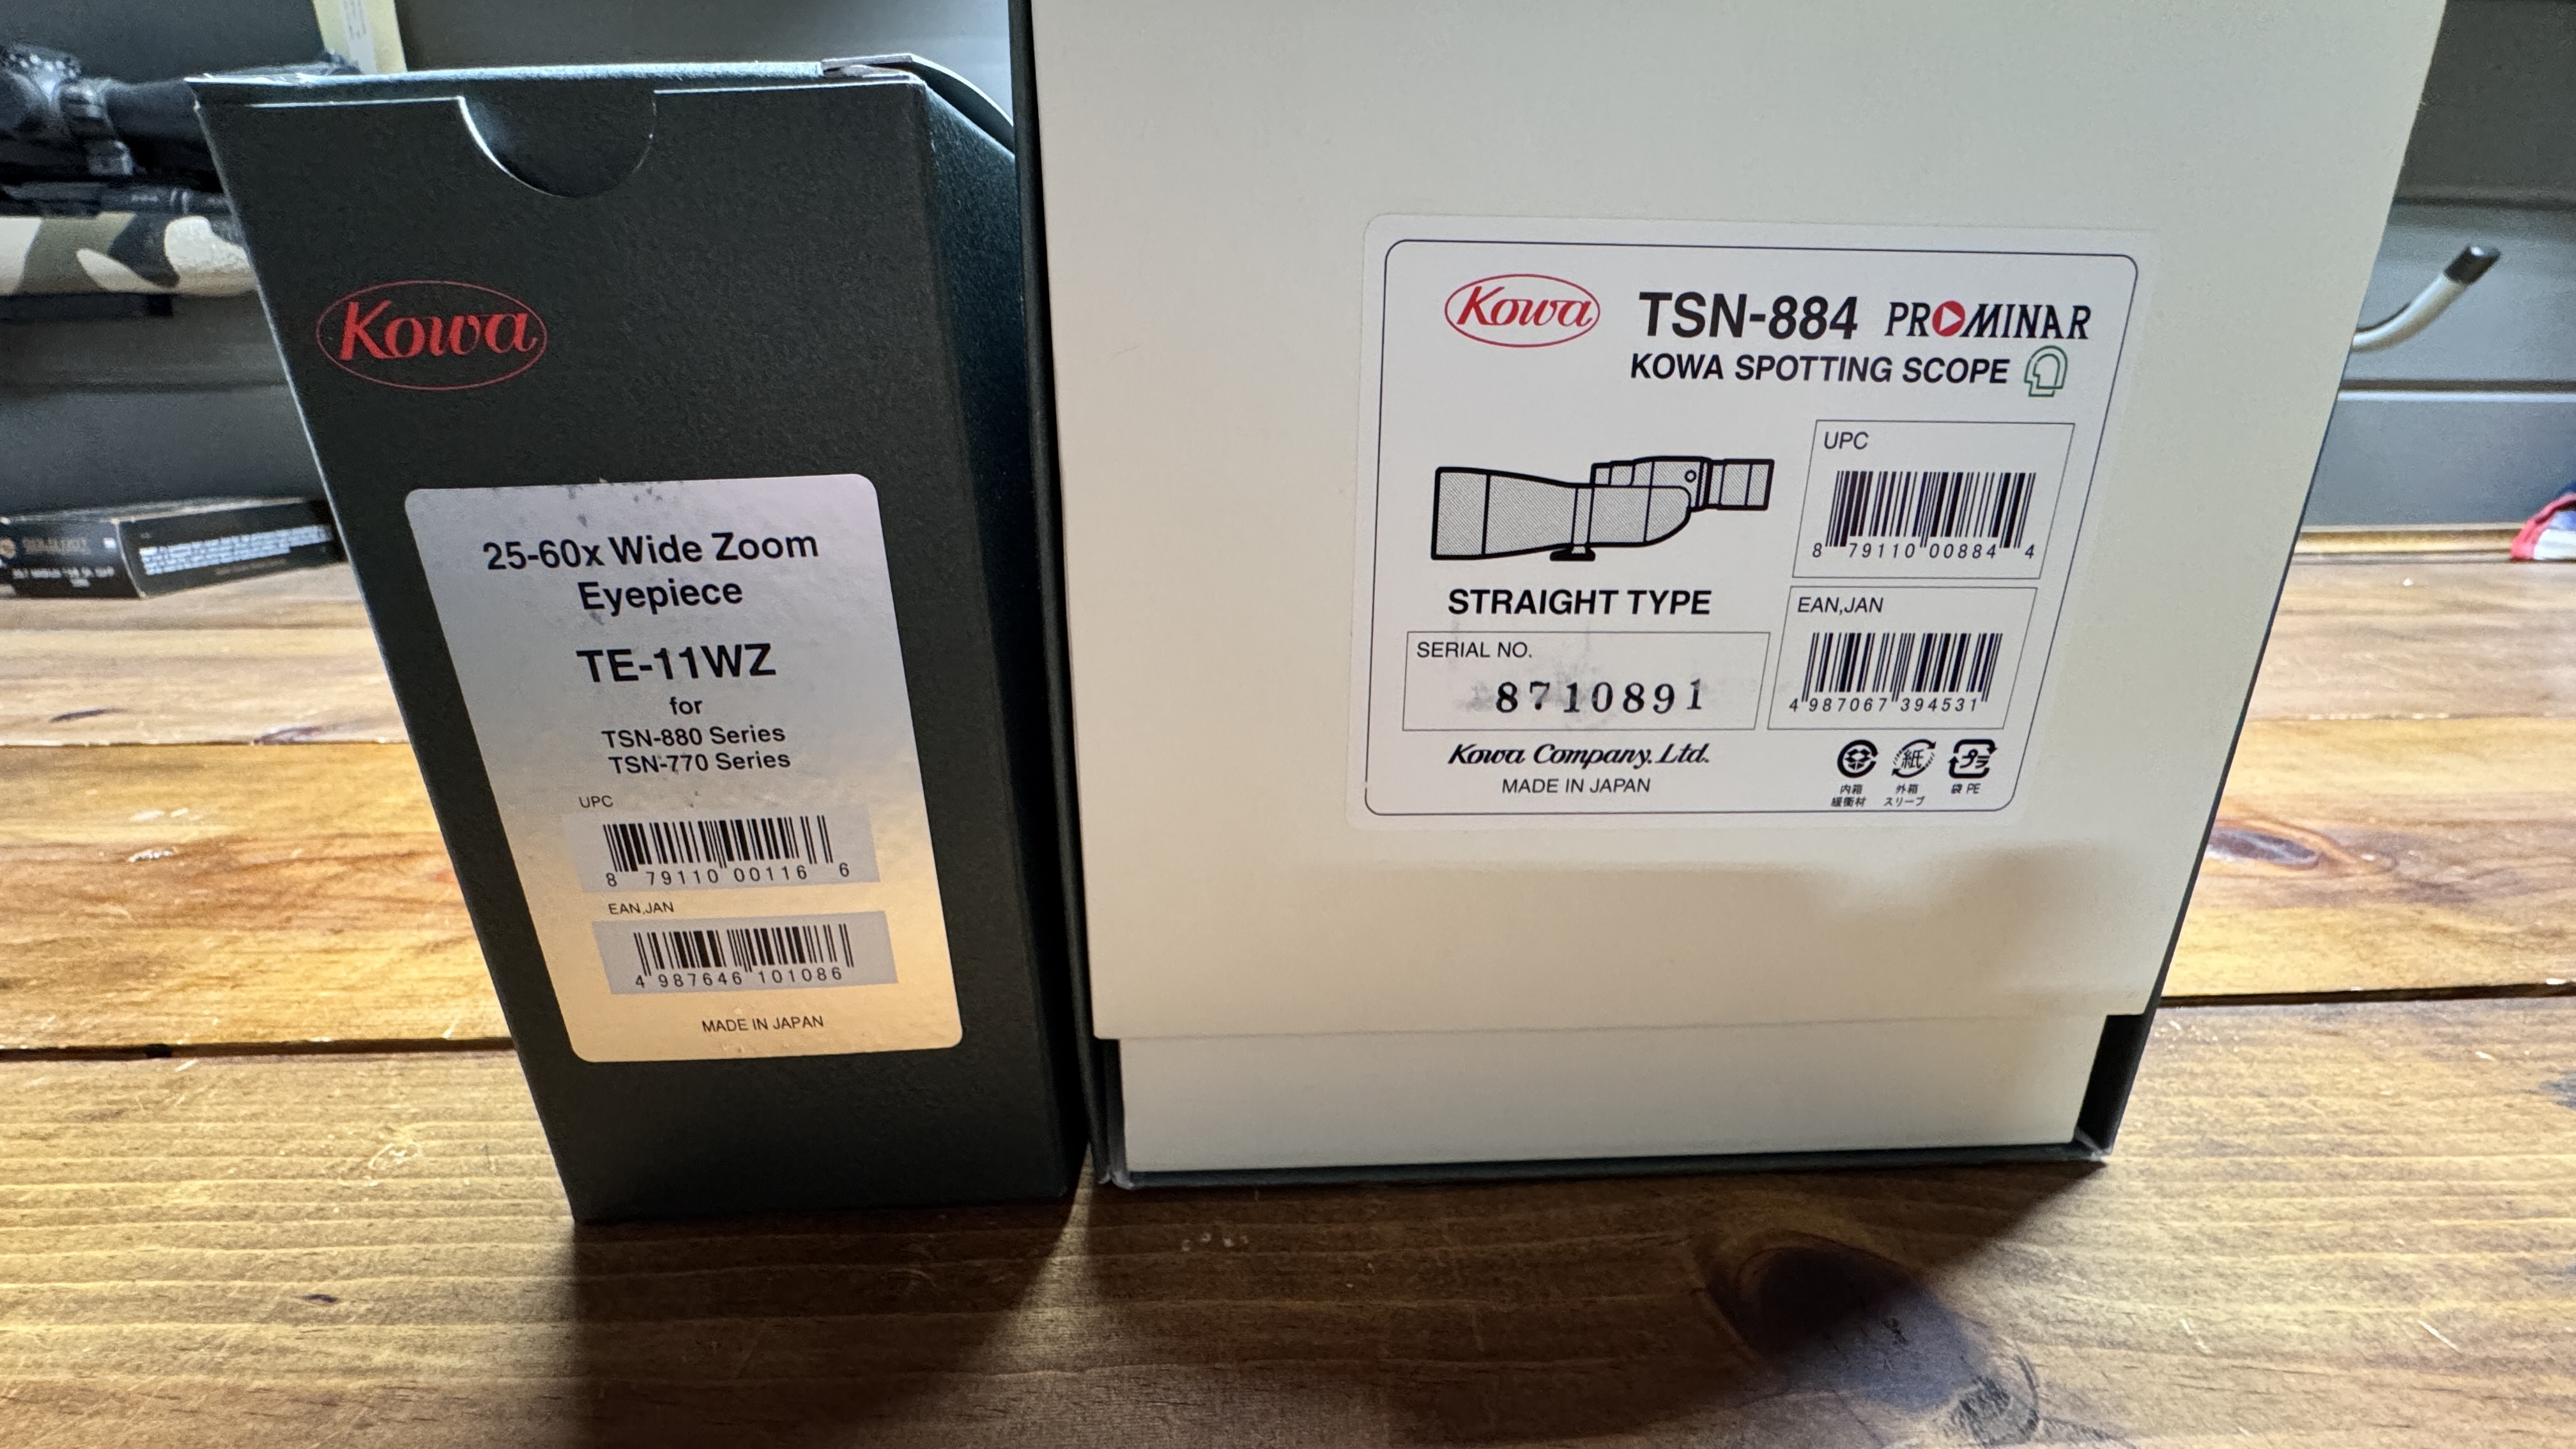 Kowa
25-60x Wide Zoom
Eyepiece
TE-11WZ
for
TSN-880 Series
TSN-770 Series
UPC
8 79110 00116 6
EAN,JAN
4 987646 101086
MADE IN JAPAN
Kowa TSN-884 PROMINAR
KOWA SPOTTING SCOPE
UPC
8 79110 00884 4
STRAIGHT TYPE
EAN,JAN
4 987067 394531
SERIAL NO.
8710891
Kowa Company, Ltd.
MADE IN JAPAN
紙 プラ
内箱 外箱 袋 PE
緩衝材 スリーブ